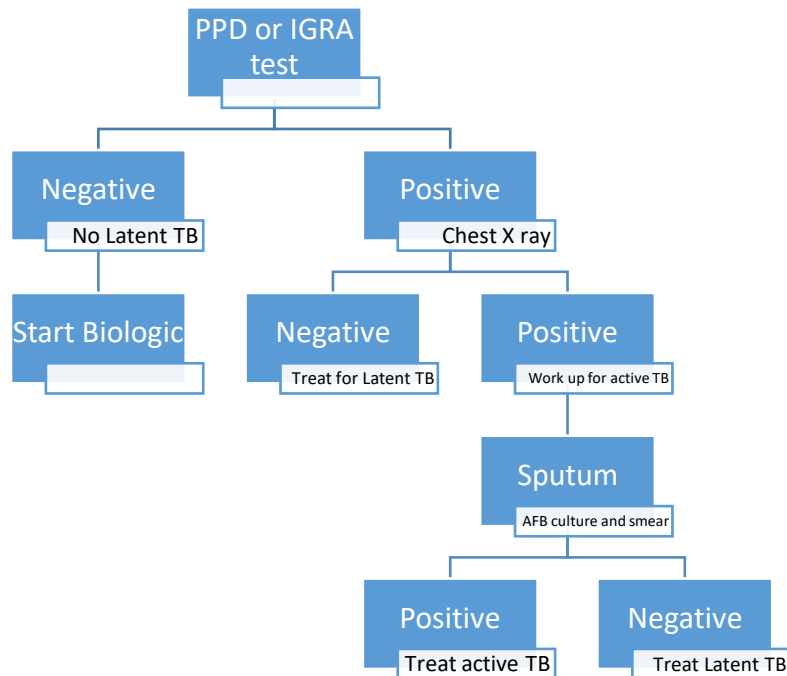 PPD or IGRA
test
Negative
No Latent TB
Positive
Chest X ray
Start Biologic
Negative
Treat for Latent TB
Positive
Work up for active TB
Sputum
AFB culture and smear
Positive
Treat active TB
Negative
Treat Latent TB